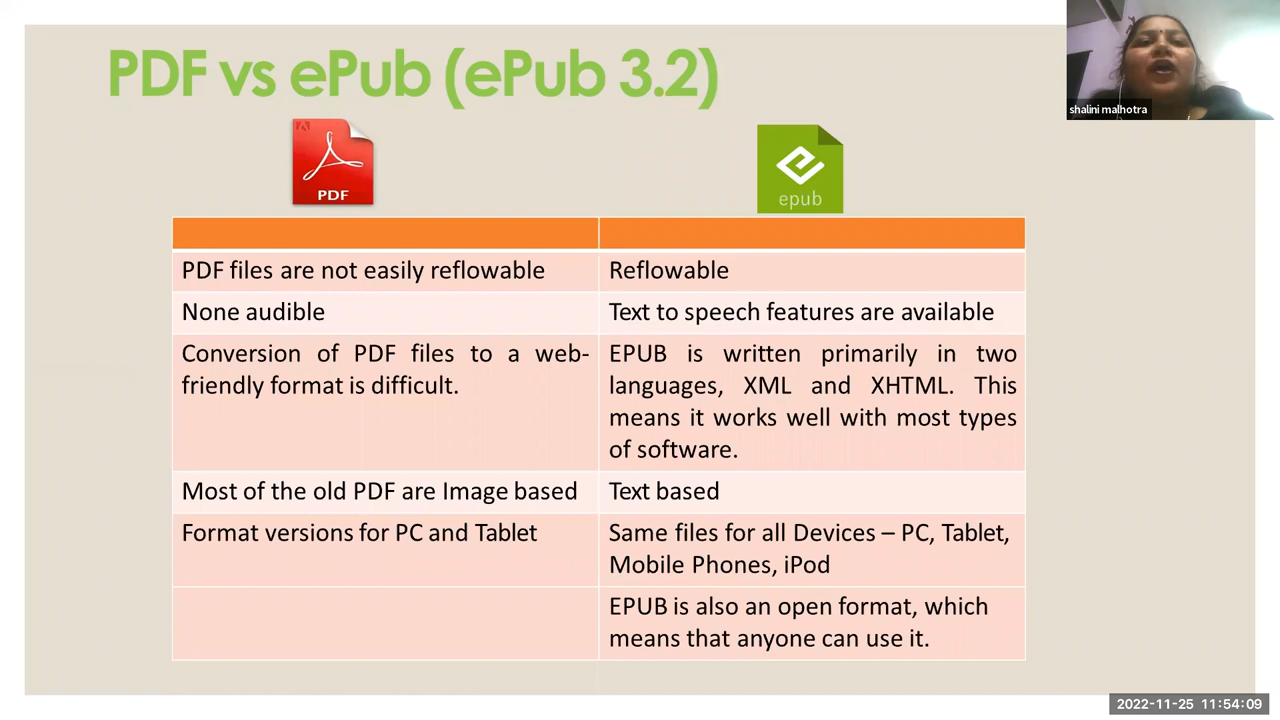 PDF vs ePub (ePub 3.2)
shalini malhotra
PDF
epub
PDF files are not easily reflowable
Reflowable
None audible
Text to speech features are available
Conversion of PDF files to a web-
friendly format is difficult.
EPUB is written primarily in two
languages, XML and XHTML. This
means it works well with most types
of software.
Most of the old PDF are Image based
Text based
Format versions for PC and Tablet
Same files for all Devices – PC, Tablet,
Mobile Phones, iPod
EPUB is also an open format, which
means that anyone can use it.
2022-11-25 11:54:09